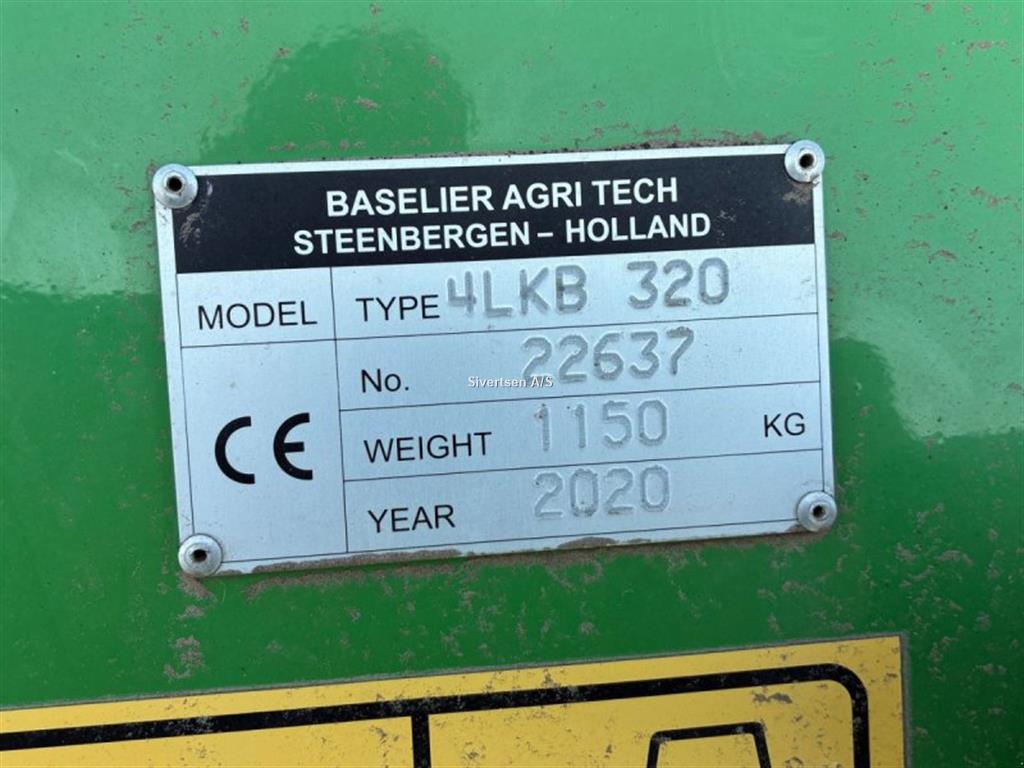 BASELIER AGRI TECH
STEENBERGEN – HOLLAND
MODEL TYPE 4LKB 320
No. 22637
Sivertsen A/S
CE WEIGHT 1150 KG
YEAR 2020